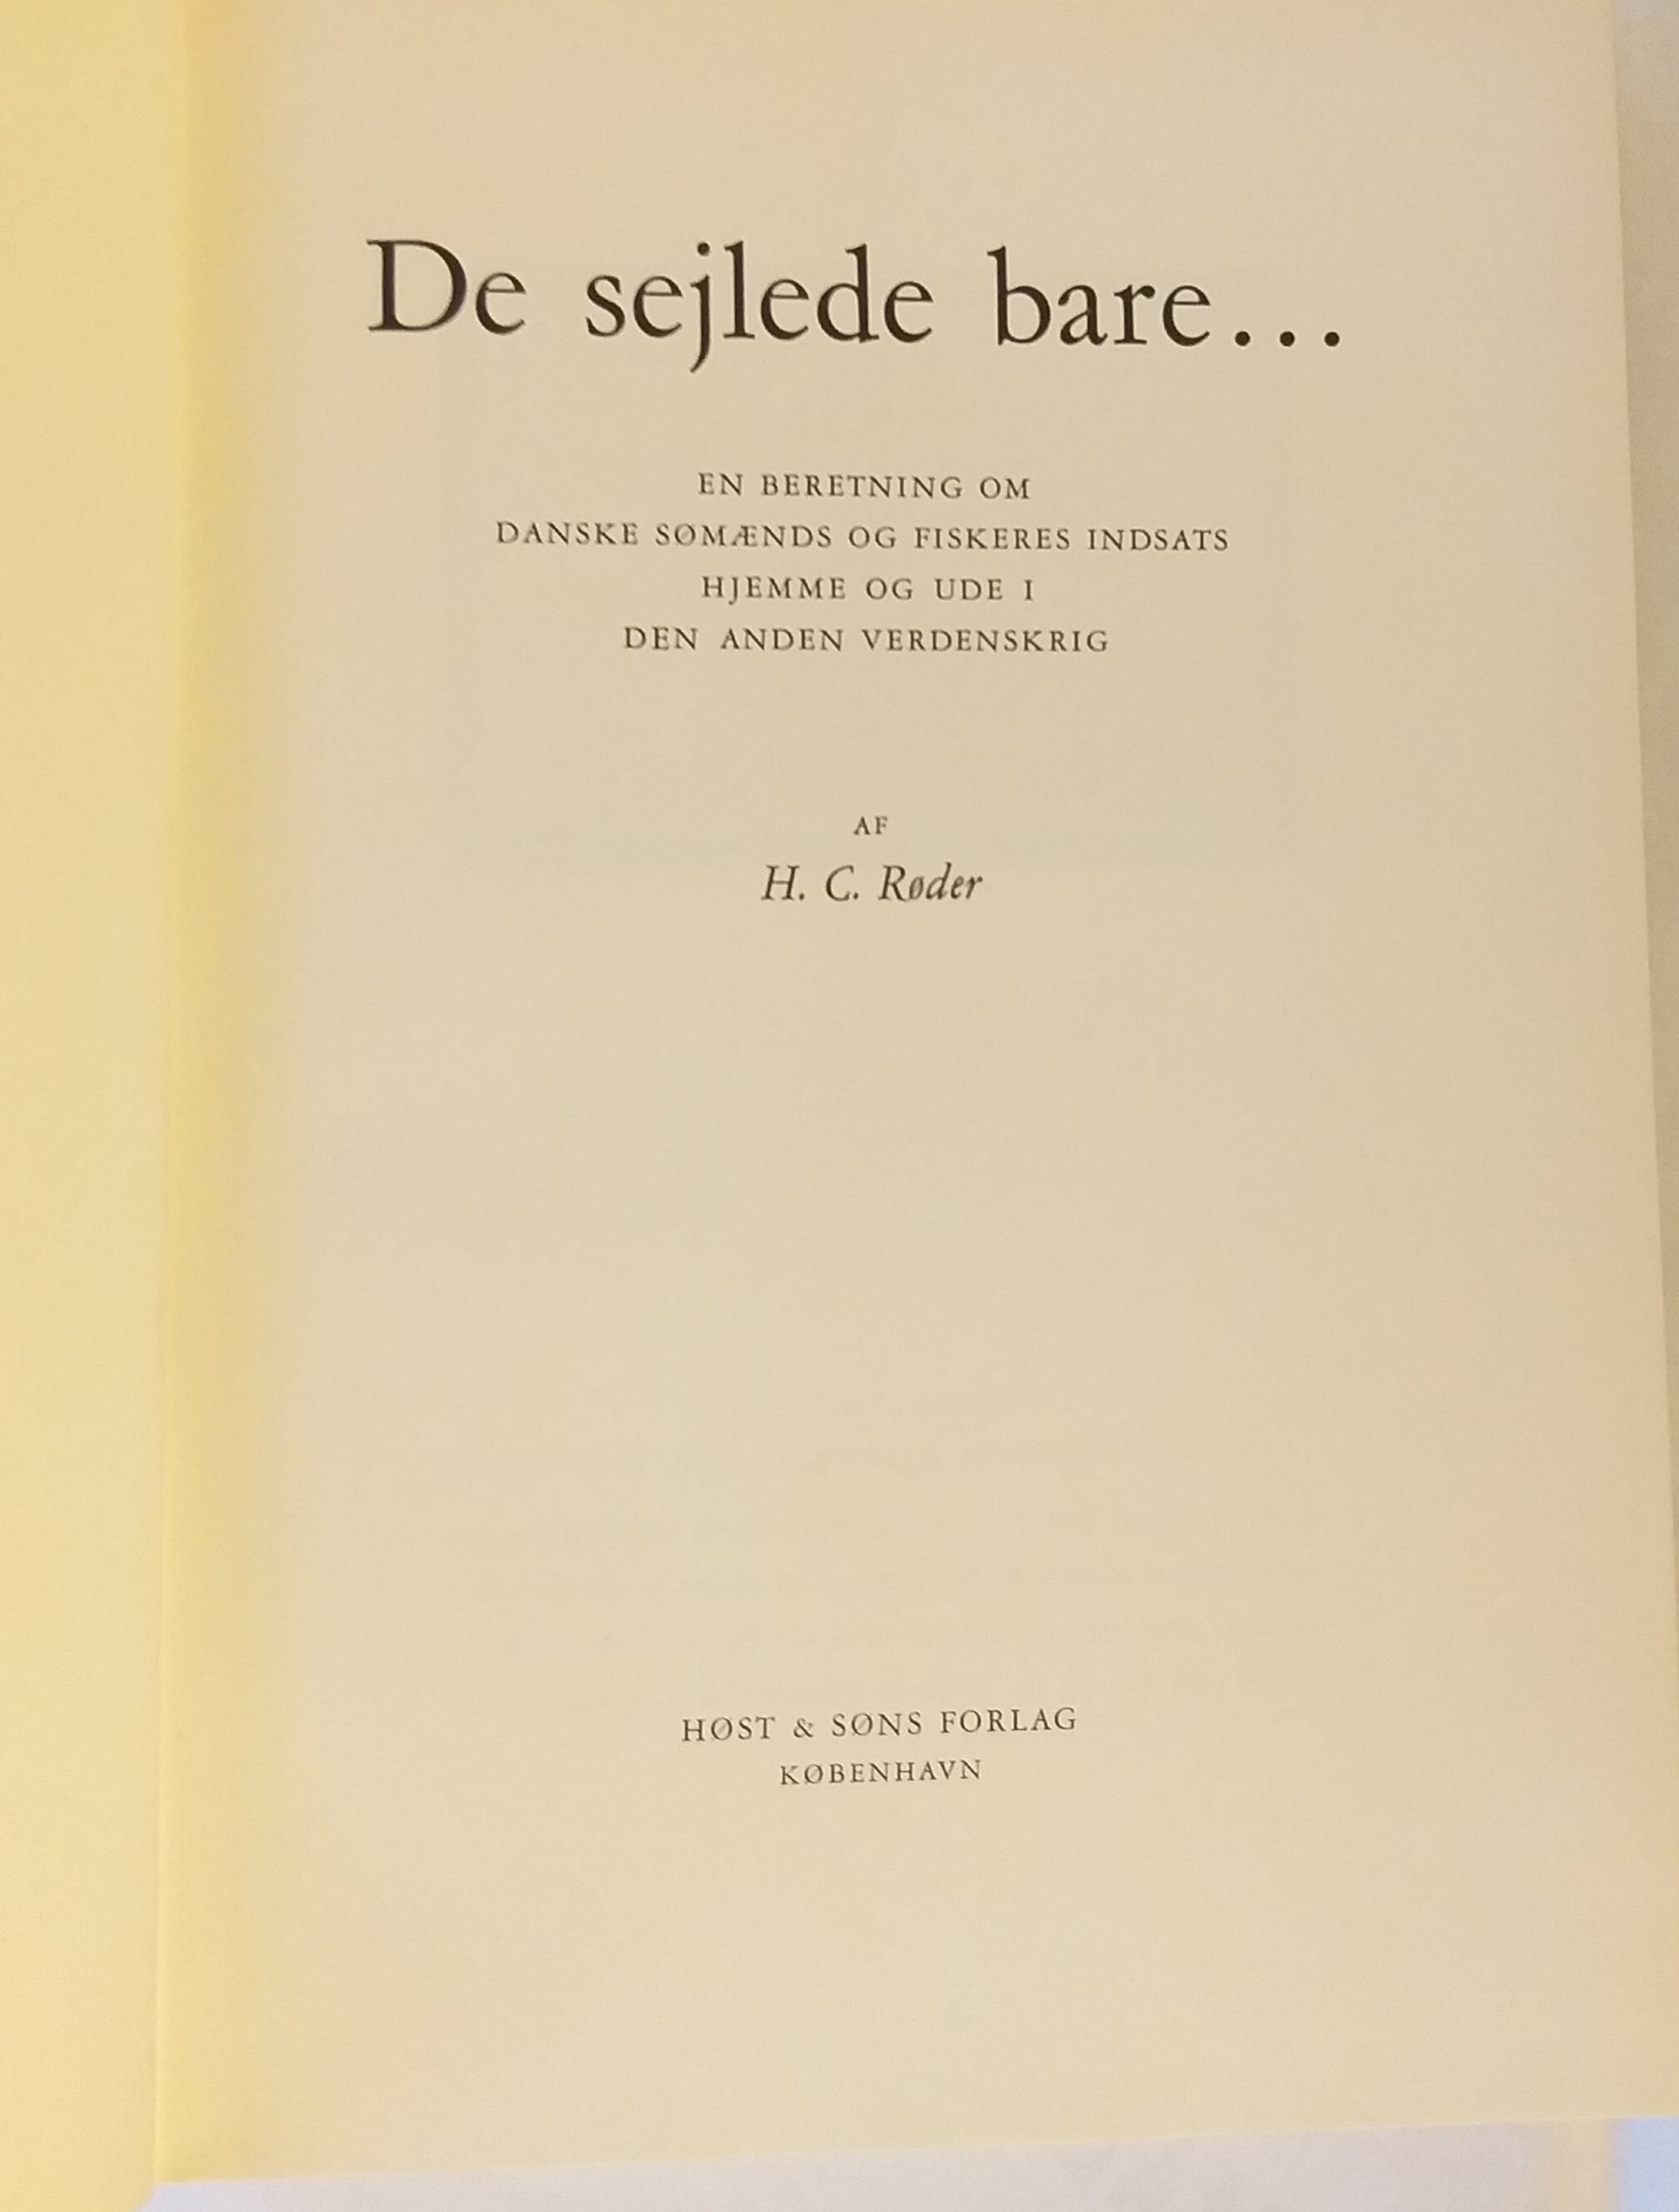 De sejlede bare...
EN BERETNING OM
DANSKE SØMÆNDS OG FISKERES INDSATS
HJEMME OG UDE I
DEN ANDEN VERDENSKRIG
AF
H. C. Røder
HØST & SØNS FORLAG
KØBENHAVN